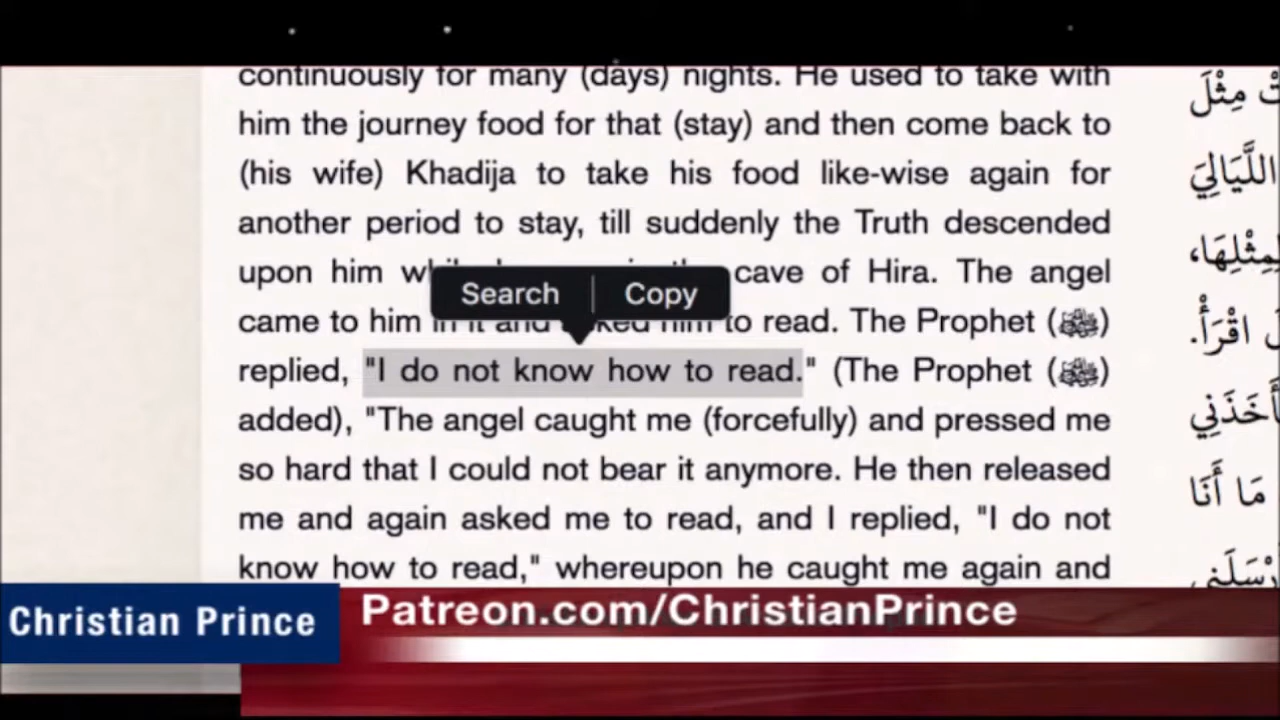 continuously for many (days) nights. He used to take with
him the journey food for that (stay) and then come back to
(his wife) Khadija to take his food like-wise again for
another period to stay, till suddenly the Truth descended
upon him cave of Hira. The angel
Search Copy
came to him in it and asked him to read. The Prophet (ﷺ)
replied, "I do not know how to read." (The Prophet (ﷺ)
added), "The angel caught me (forcefully) and pressed me
so hard that I could not bear it anymore. He then released
me and again asked me to read, and I replied, "I do not
know how to read," whereupon he caught me again and
مِثْلَ
اللَّيَالِيَ
لِمِثْلِهَا،
اقْرَأْ.
مَا أَنَا
Christian Prince
Patreon.com/ChristianPrince